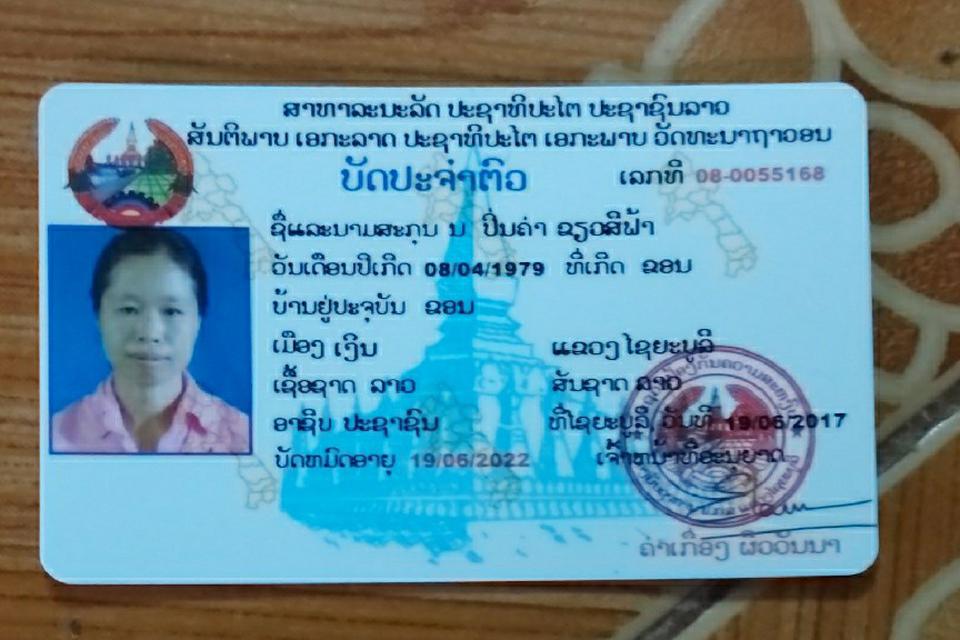 ສາທາລະນະລັດ ປະຊາທິປະໄຕ ປະຊາຊົນລາວ
ສັນຕິພາບ ເອກະລາດ ປະຊາທິປະໄຕ ເອກະພາບ ວັດທະນາຖາວອນ
ບັດປະຈຳຕົວ
ເລກທີ 08-0055168
ຊື່ແລະນາມສະກຸນ ນ ປິ່ນຄຳ ຂຽວສີຟ້າ
ວັນເດືອນປີເກີດ 08/04/1979 ທີ່ເກີດ ຂອນ
ບ້ານຢູ່ປະຈຸບັນ ຂອນ
ເມືອງ ເງິນ ແຂວງ ໄຊຍະບູລີ
ເຊື້ອຊາດ ລາວ ສັນຊາດ ລາວ
ອາຊີບ ປະຊາຊົນ ທີ່ໄຊຍະບູລີ, ວັນທີ 19/06/2017
ບັດຫມົດອາຍຸ 19/06/2022 ເຈົ້າຫນ້າທີ່ອະນຸຍາດ
ຄຳເກື່ອງ ຜິວວັນນາ